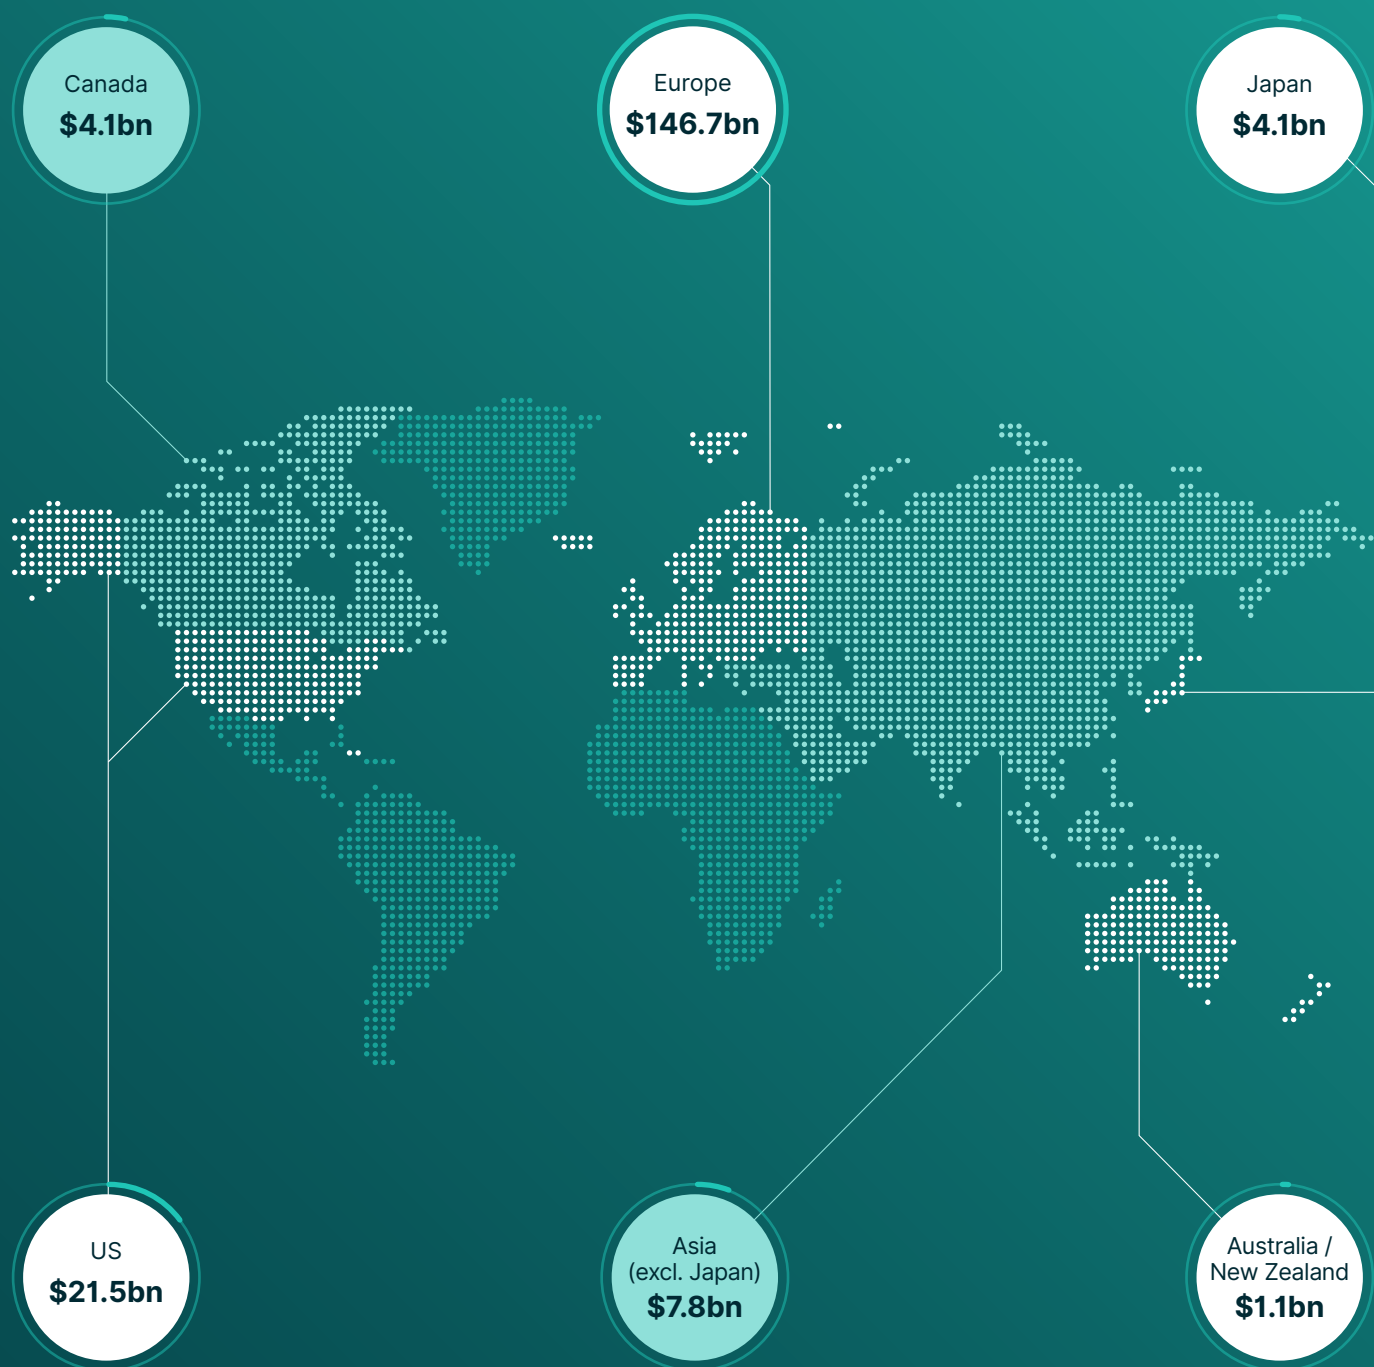 Canada
$4.1bn
Europe
$146.7bn
Japan
$4.1bn
US
$21.5bn
Asia
(excl. Japan)
$7.8bn
Australia /
New Zealand
$1.1bn